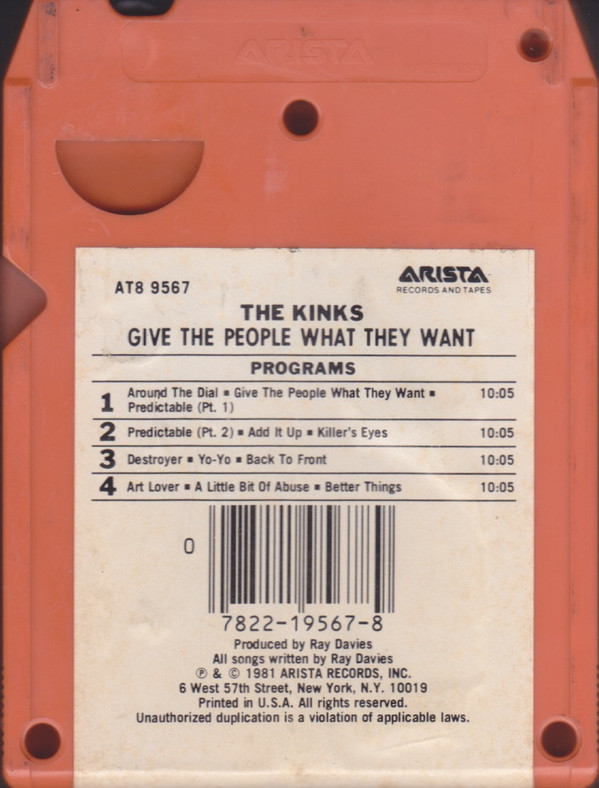 ARISTA
AT8 9567
ARISTA
RECORDS AND TAPES
THE KINKS
GIVE THE PEOPLE WHAT THEY WANT
PROGRAMS
1 Around The Dial ▪ Give The People What They Want ▪ 10:05
Predictable (Pt. 1)
2 Predictable (Pt. 2) ▪ Add It Up ▪ Killer's Eyes 10:05
3 Destroyer ▪ Yo-Yo ▪ Back To Front 10:05
4 Art Lover ▪ A Little Bit Of Abuse ▪ Better Things 10:05
0
7822-19567-8
Produced by Ray Davies
All songs written by Ray Davies
℗ & © 1981 ARISTA RECORDS, INC.
6 West 57th Street, New York, N.Y. 10019
Printed in U.S.A. All rights reserved.
Unauthorized duplication is a violation of applicable laws.